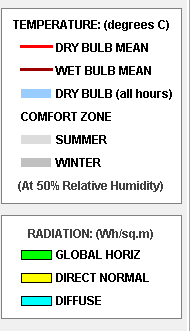 TEMPERATURE: (degrees C)
DRY BULB MEAN
WET BULB MEAN
DRY BULB (all hours)
COMFORT ZONE
SUMMER
WINTER
(At 50% Relative Humidity)
RADIATION: (Wh/sq.m)
GLOBAL HORIZ
DIRECT NORMAL
DIFFUSE